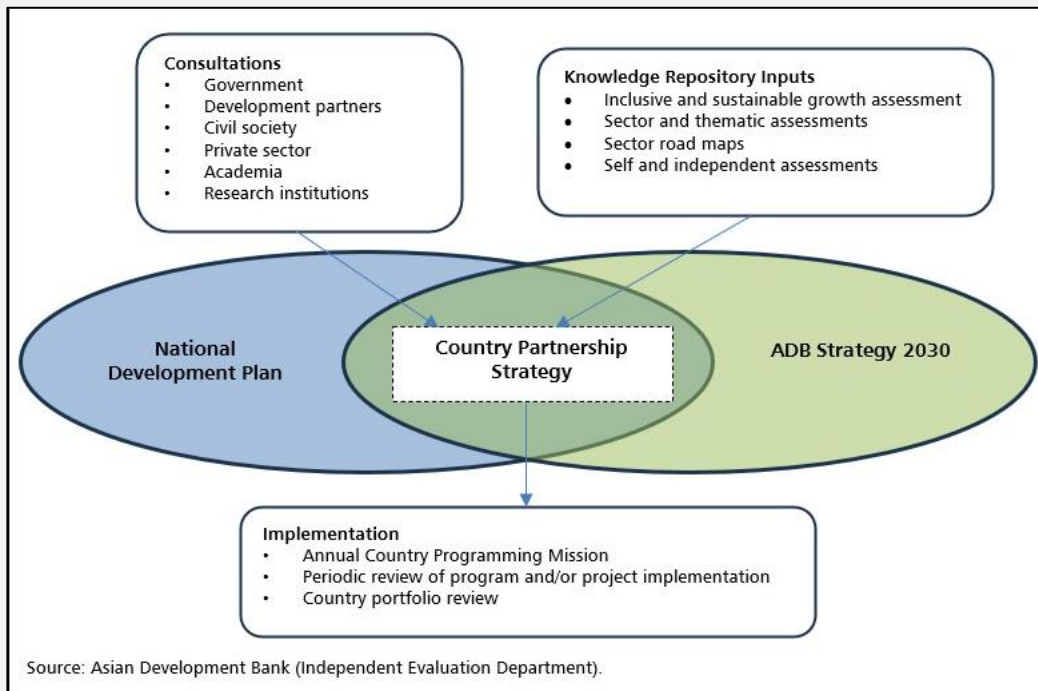 Consultations
• Government
• Development partners
• Civil society
• Private sector
• Academia
• Research institutions
Knowledge Repository Inputs
• Inclusive and sustainable growth assessment
• Sector and thematic assessments
• Sector road maps
• Self and independent assessments
National
Development Plan
Country Partnership
Strategy
ADB Strategy 2030
Implementation
• Annual Country Programming Mission
• Periodic review of program and/or project implementation
• Country portfolio review
Source: Asian Development Bank (Independent Evaluation Department).